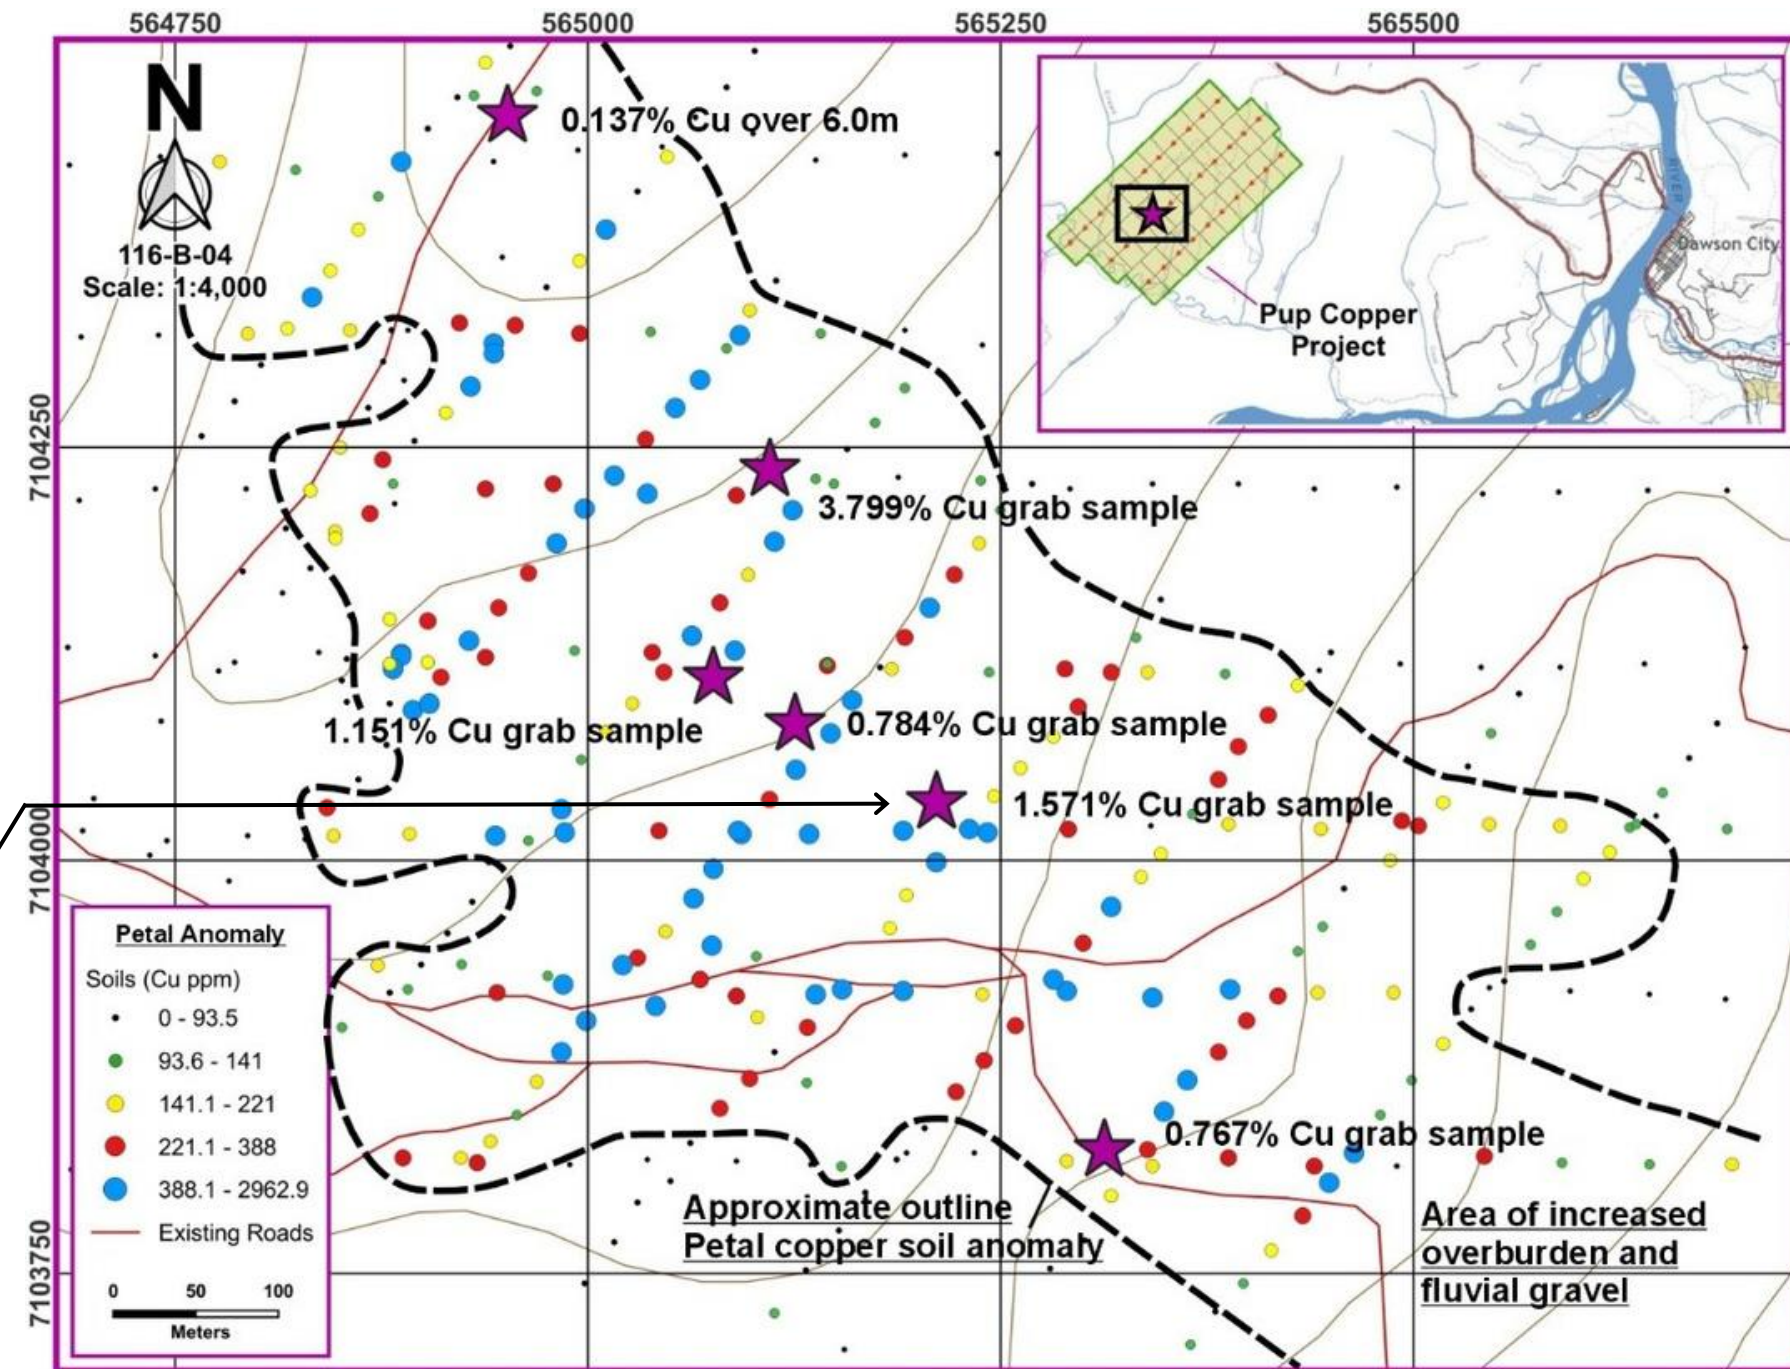 564750 565000 565250 565500
N
116-B-04
Scale: 1:4,000
0.137% Cu over 6.0m
RIVER
Dawson City
Pup Copper
Project
7104250
3.799% Cu grab sample
1.151% Cu grab sample
0.784% Cu grab sample
1.571% Cu grab sample
7104000
Petal Anomaly
Soils (Cu ppm)
0 - 93.5
93.6 - 141
141.1 - 221
221.1 - 388
388.1 - 2962.9
Existing Roads
0 50 100
Meters
0.767% Cu grab sample
Approximate outline
Petal copper soil anomaly
Area of increased
overburden and
fluvial gravel
7103750